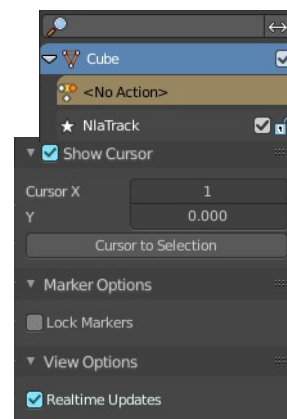 Cube
<No Action>
NlaTrack
Show Cursor
Cursor X 1
Y 0.000
Cursor to Selection
Marker Options
Lock Markers
View Options
Realtime Updates